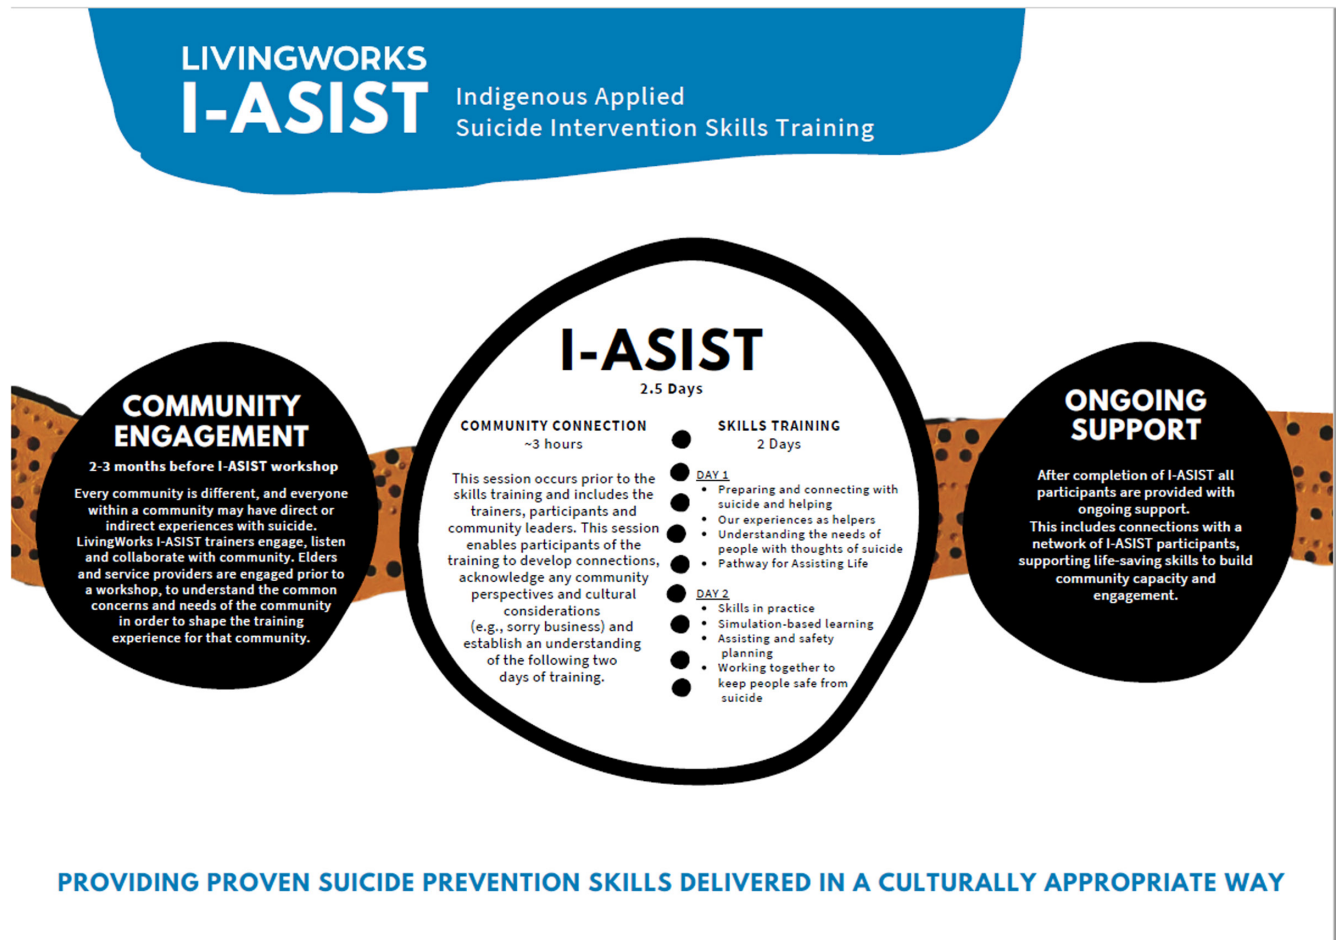 LIVINGWORKS
I-ASIST
Indigenous Applied
Suicide Intervention Skills Training
COMMUNITY
ENGAGEMENT
2-3 months before I-ASIST workshop
Every community is different, and everyone
within a community may have direct or
indirect experiences with suicide.
LivingWorks I-ASIST trainers engage, listen
and collaborate with community. Elders
and service providers are engaged prior to
a workshop, to understand the common
concerns and needs of the community
in order to shape the training
experience for that community.
I-ASIST
2.5 Days
COMMUNITY CONNECTION
~3 hours
This session occurs prior to the
skills training and includes the
trainers, participants and
community leaders. This session
enables participants of the
training to develop connections,
acknowledge any community
perspectives and cultural
considerations
(e.g., sorry business) and
establish an understanding
of the following two
days of training.
SKILLS TRAINING
2 Days
DAY 1
• Preparing and connecting with
suicide and helping
• Our experiences as helpers
• Understanding the needs of
people with thoughts of suicide
• Pathway for Assisting Life
DAY 2
• Skills in practice
• Simulation-based learning
• Assisting and safety
planning
• Working together to
keep people safe from
suicide
ONGOING
SUPPORT
After completion of I-ASIST all
participants are provided with
ongoing support.
This includes connections with a
network of I-ASIST participants,
supporting life-saving skills to build
community capacity and
engagement.
PROVIDING PROVEN SUICIDE PREVENTION SKILLS DELIVERED IN A CULTURALLY APPROPRIATE WAY